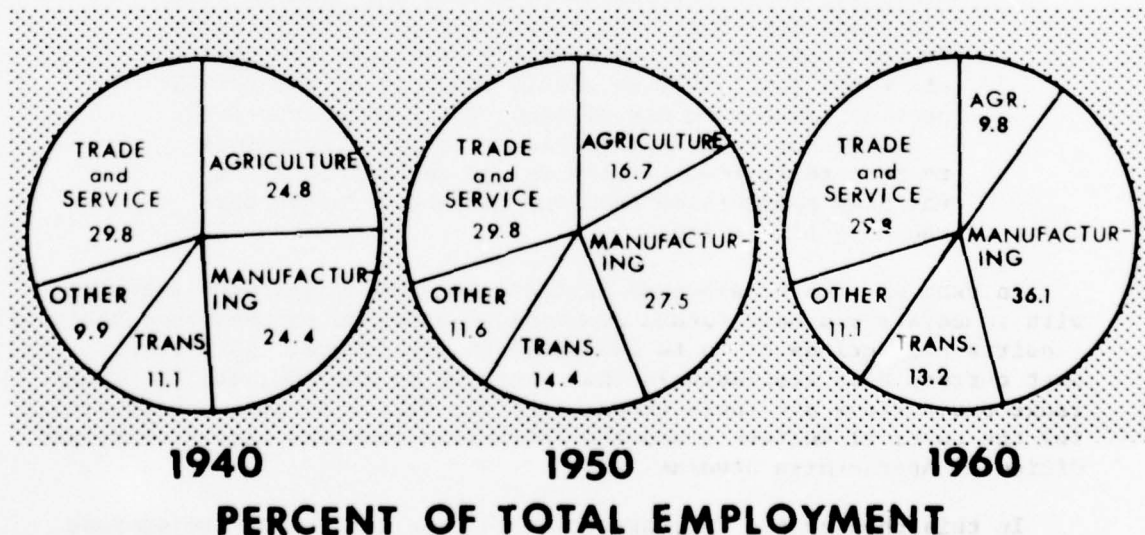 TRADE
and
SERVICE
29.8
AGRICULTURE
24.8
MANUFACTUR-
ING
24.4
TRANS.
11.1
OTHER
9.9
1940
TRADE
and
SERVICE
29.8
AGRICULTURE
16.7
MANUFACTUR-
ING
27.5
TRANS.
14.4
OTHER
11.6
1950
TRADE
and
SERVICE
AGR.
9.8
MANUFACTUR-
ING
36.1
TRANS.
13.2
OTHER
11.1
1960
PERCENT OF TOTAL EMPLOYMENT